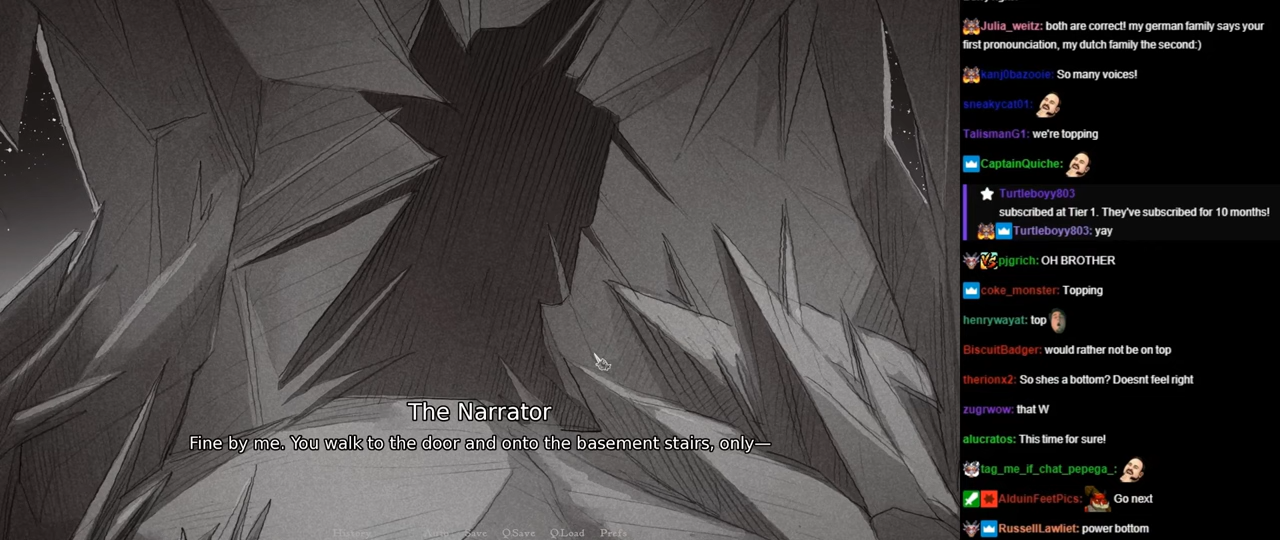 The Narrator
Fine by me. You walk to the door and onto the basement stairs, only—
Save Q.Save Q.Load Prefs
Julia_weitz: both are correct! my german family says your
first pronounciation, my dutch family the second:)
kanj0bazooie: So many voices!
sneakycat01:
TalismanG1: we're topping
CaptainQuiche:
Turtleboyy803
subscribed at Tier 1. They've subscribed for 10 months!
Turtleboyy803: yay
pjgrich: OH BROTHER
coke_monster: Topping
henrywayat: top
BiscuitBadger: would rather not be on top
therionx2: So shes a bottom? Doesnt feel right
zugrwow: that W
alucratos: This time for sure!
tag_me_if_chat_pepega_:
AlduinFeetPics: Go next
RussellLawliet: power bottom